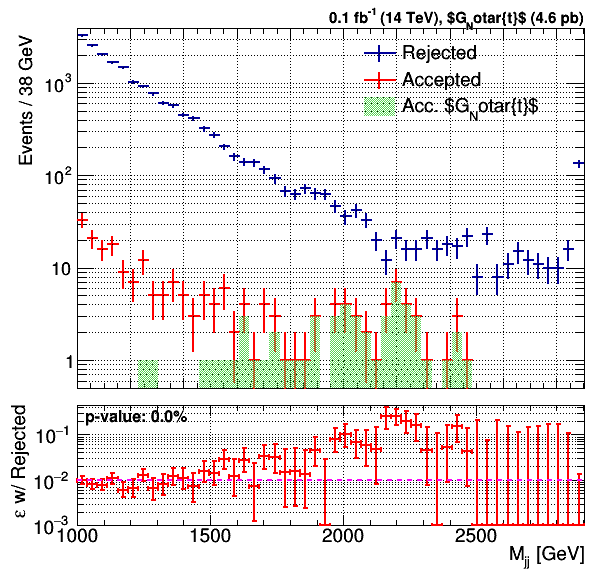 0.1 fb⁻¹ (14 TeV), $G_Notar{t}$ (4.6 pb)
Events / 38 GeV
Rejected
Accepted
Acc. $G_Notar{t}$
10³
10²
10
1
p-value: 0.0%
ε w/ Rejected
10⁻¹
10⁻²
10⁻³
1000 1500 2000 2500
M_jj [GeV]